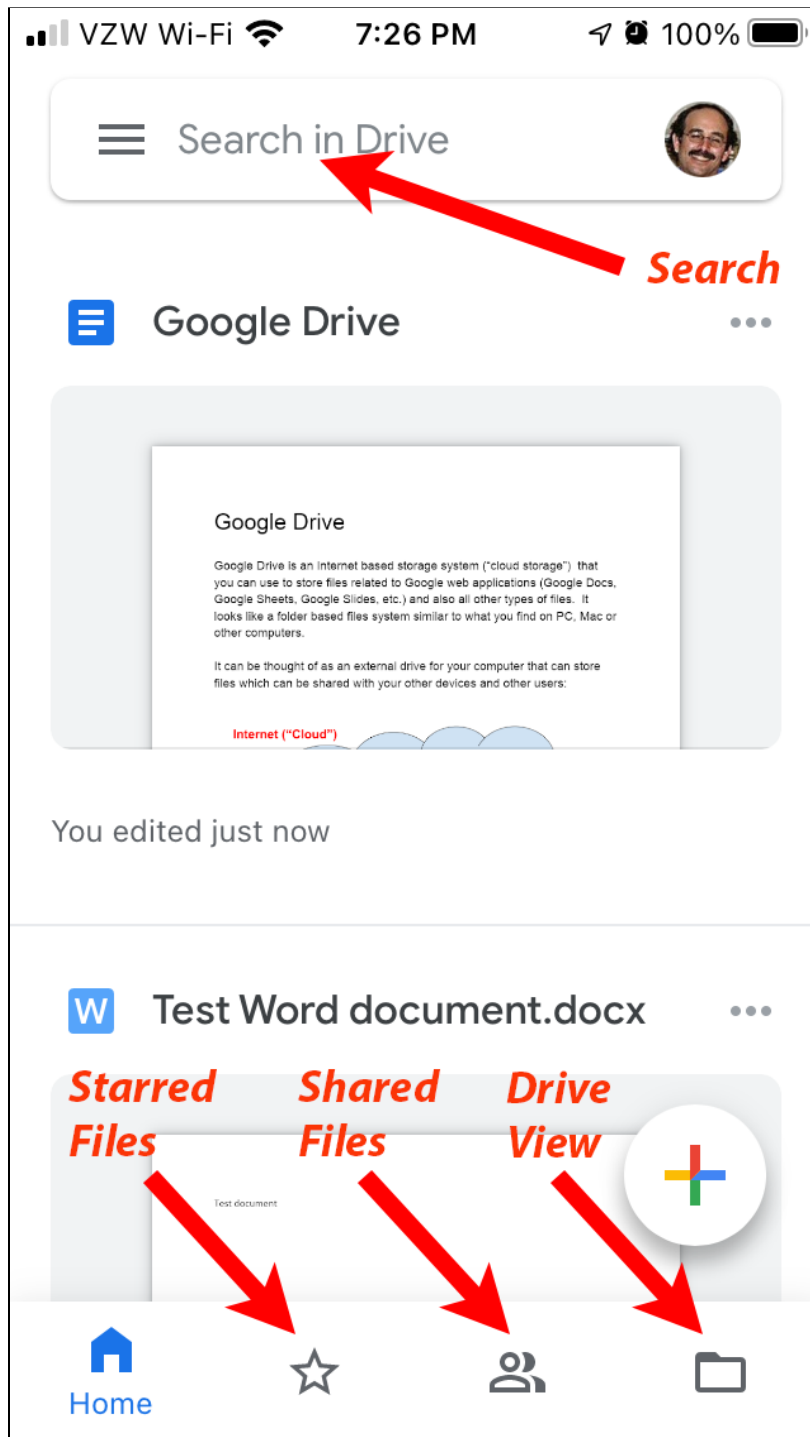 VZW Wi-Fi 7:26 PM 100%
Search in Drive
Search
Google Drive
Google Drive
Google Drive is an internet based storage system ("cloud storage")  that
you can use to store files related to Google web applications (Google Docs,
Google Sheets, Google Slides, etc.) and also all other types of files.  It
looks like a folder based files system similar to what you find on PC, Mac or
other computers.
It can be thought of as an external drive for your computer that can store
files which can be shared with your other devices and other users:
Internet ("Cloud")
You edited just now
W Test Word document.docx
Starred Shared Drive
Files Files View
Test document
Home